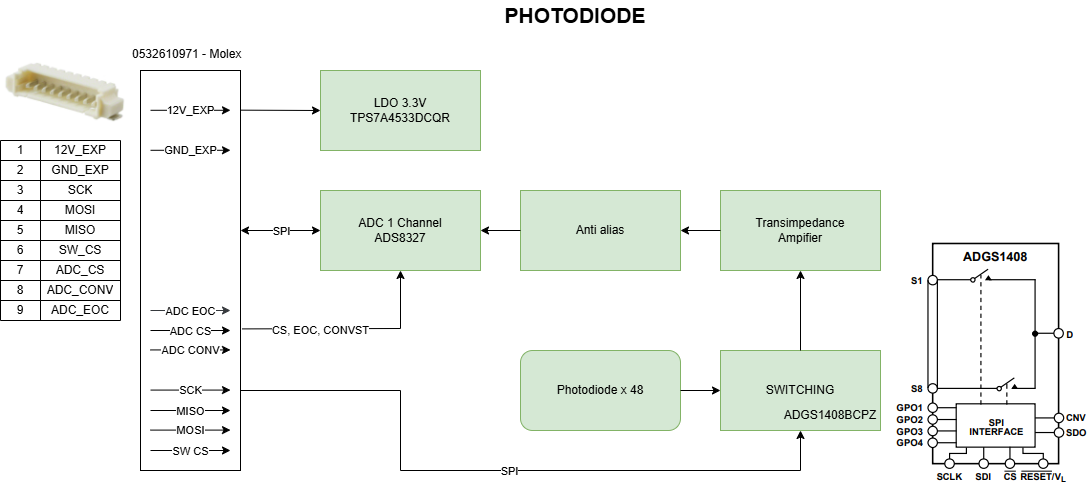 PHOTODIODE
0532610971 - Molex
1 12V_EXP
2 GND_EXP
3 SCK
4 MOSI
5 MISO
6 SW_CS
7 ADC_CS
8 ADC_CONV
9 ADC_EOC
12V_EXP
GND_EXP
ADC EOC
ADC CS
ADC CONV
SCK
MISO
MOSI
SW CS
LDO 3.3V
TPS7A4533DCQR
SPI
ADC 1 Channel
ADS8327
Anti alias
Transimpedance
Ampifier
CS, EOC, CONVST
Photodiode x 48
SWITCHING
ADGS1408BCPZ
SPI
ADGS1408
S1
D
S8
GPO1
GPO2
GPO3
GPO4
SPI
INTERFACE
CNV
SDO
SCLK SDI CS RESET/VL